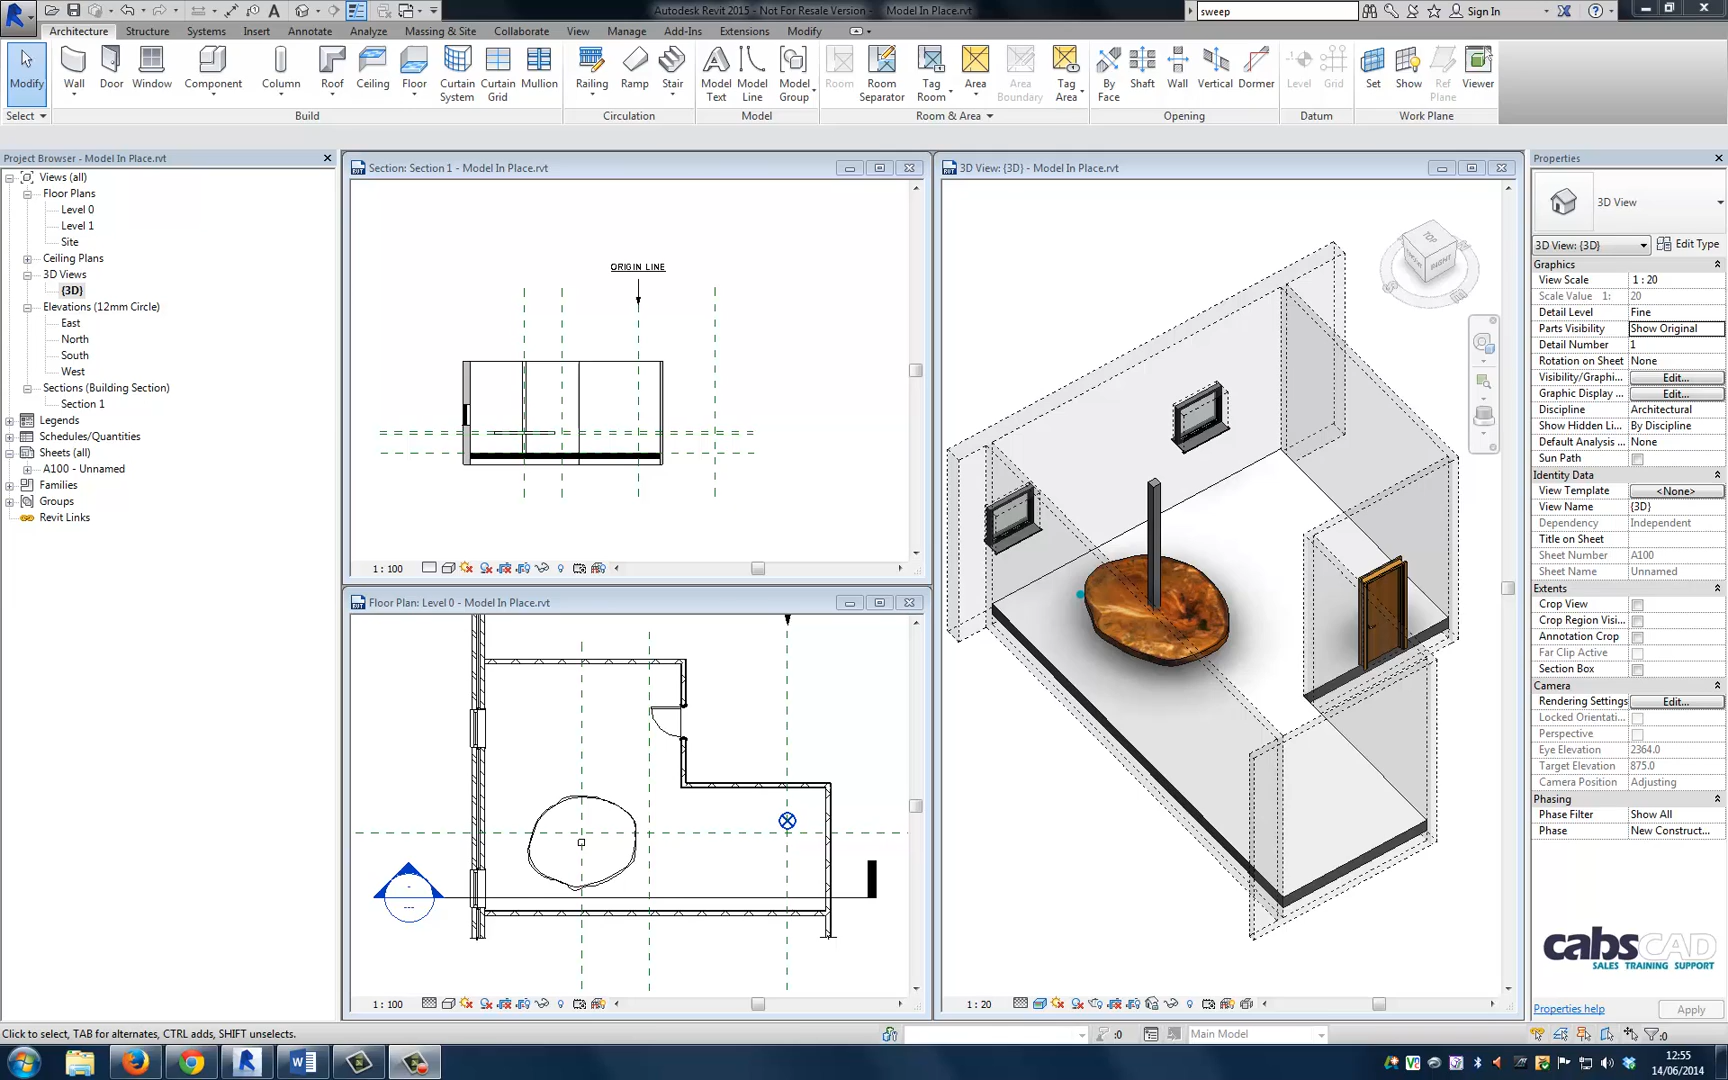 Autodesk Revit 2015 - Not For Resale Version - Model In Place.rvt
sweep
Sign In
Architecture Structure Systems Insert Annotate Analyze Massing & Site Collaborate View Manage Add-Ins Extensions Modify
Modify Wall Door Window Component Column Roof Ceiling Floor Curtain System Curtain Grid Mullion Railing Ramp Stair Model Text Model Line Model Group Room Room Separator Tag Room Area Area Boundary Tag Area By Face Shaft Wall Vertical Dormer Level Grid Set Show Ref Plane Viewer
Select Build Circulation Model Room & Area Opening Datum Work Plane
Project Browser - Model In Place.rvt
Views (all)
Floor Plans
Level 0
Level 1
Site
Ceiling Plans
3D Views
{3D}
Elevations (12mm Circle)
East
North
South
West
Sections (Building Section)
Section 1
Legends
Schedules/Quantities
Sheets (all)
A100 - Unnamed
Families
Groups
Revit Links
Section: Section 1 - Model In Place.rvt
ORIGIN LINE
1 : 100
Floor Plan: Level 0 - Model In Place.rvt
1 : 100
3D View: {3D} - Model In Place.rvt
TOP
RIGHT
1 : 20
Properties
3D View
3D View: {3D} Edit Type
Graphics
View Scale 1 : 20
Scale Value 1: 20
Detail Level Fine
Parts Visibility Show Original
Detail Number 1
Rotation on Sheet None
Visibility/Graphi... Edit...
Graphic Display ... Edit...
Discipline Architectural
Show Hidden Li... By Discipline
Default Analysis ... None
Sun Path
Identity Data
View Template <None>
View Name {3D}
Dependency Independent
Title on Sheet
Sheet Number A100
Sheet Name Unnamed
Extents
Crop View
Crop Region Visi...
Annotation Crop
Far Clip Active
Section Box
Camera
Rendering Settings Edit...
Locked Orientati...
Perspective
Eye Elevation 2364.0
Target Elevation 875.0
Camera Position Adjusting
Phasing
Phase Filter Show All
Phase New Construct...
cabsCAD
SALES TRAINING SUPPORT
Properties help Apply
Click to select, TAB for alternates, CTRL adds, SHIFT unselects.
:0
Main Model
:0
12:55
14/06/2014